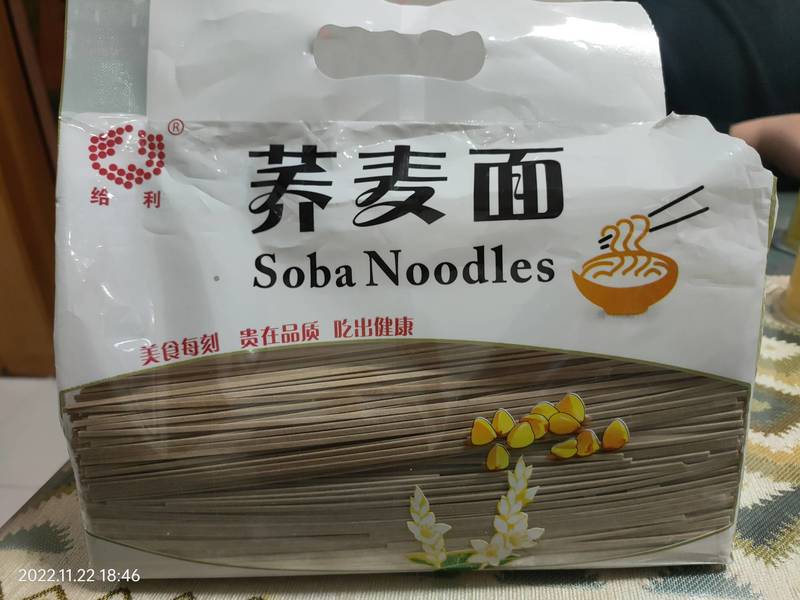 ®
给利
荞麦面
Soba Noodles
美食每刻 贵在品质 吃出健康
2022.11.22 18:46